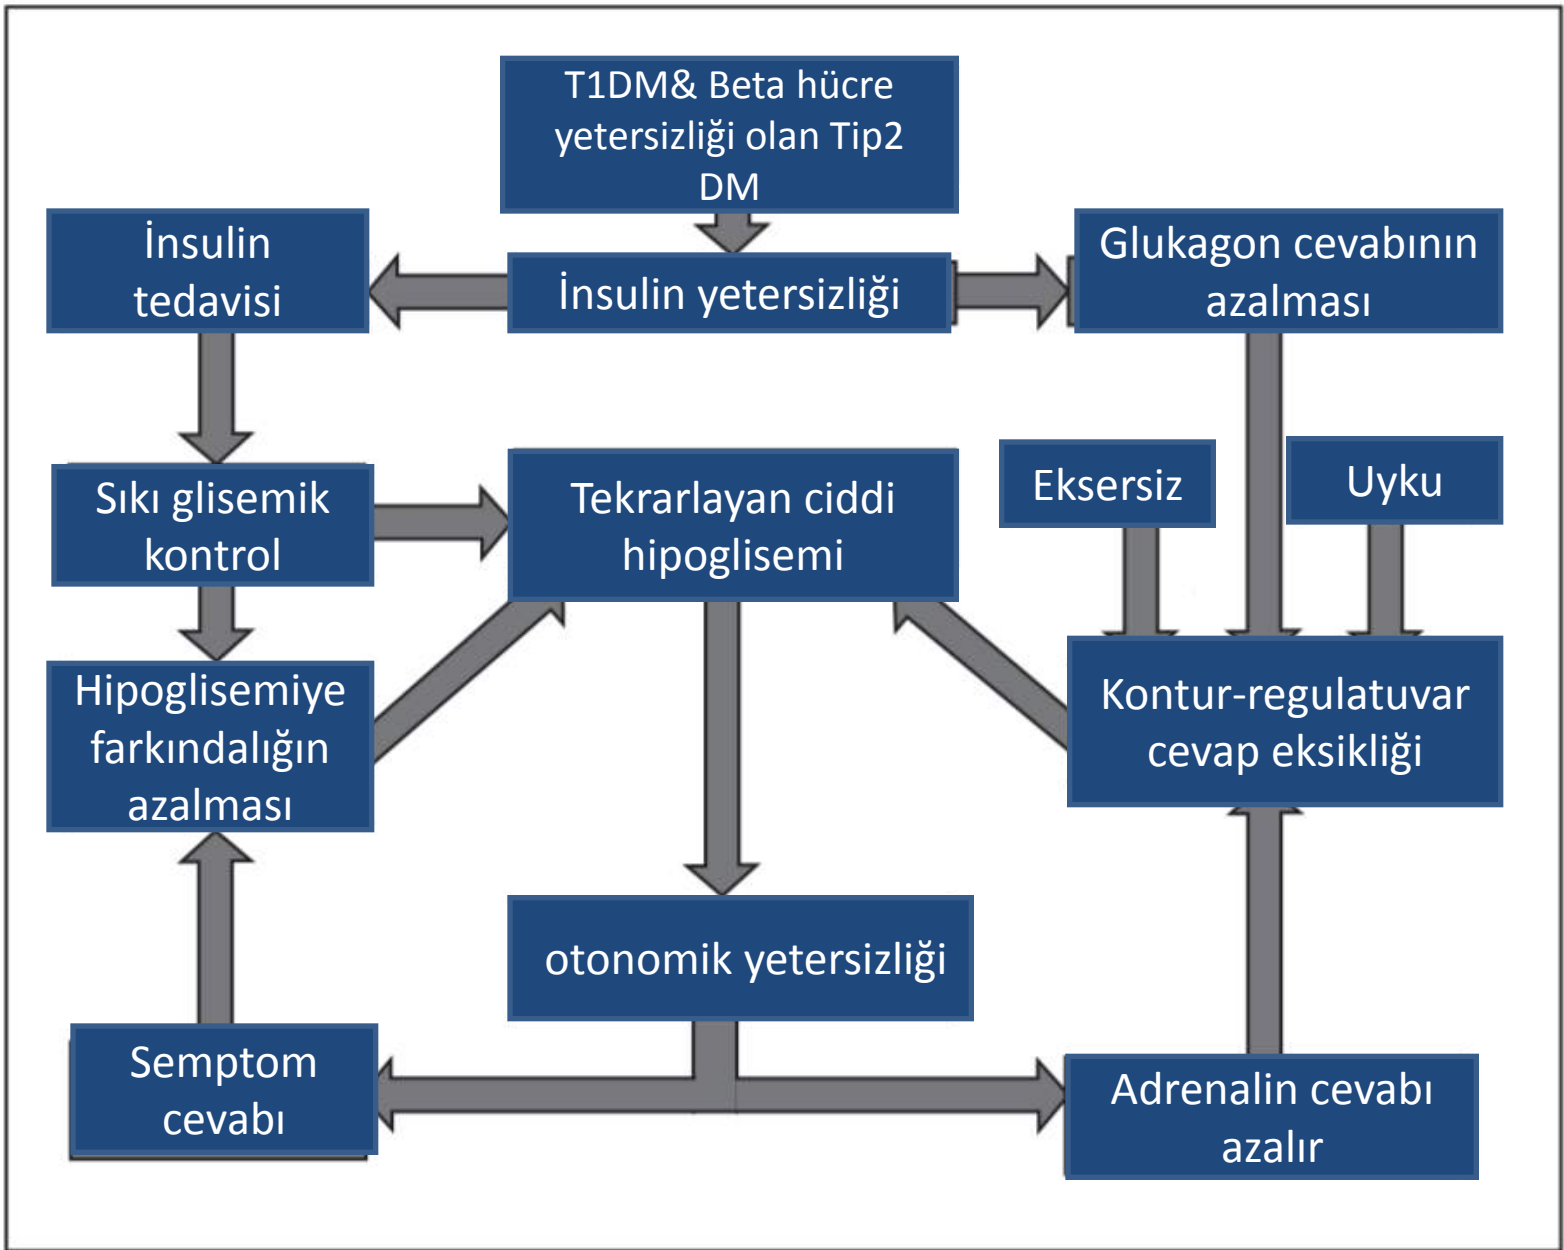 T1DM& Beta hücre
yetersizliği olan Tip2
DM
İnsulin
tedavisi
İnsulin yetersizliği
Glukagon cevabının
azalması
Sıkı glisemik
kontrol
Tekrarlayan ciddi
hipoglisemi
Eksersiz
Uyku
Hipoglisemiye
farkındalığın
azalması
Kontur-regulatuvar
cevap eksikliği
otonomik yetersizliği
Semptom
cevabı
Adrenalin cevabı
azalır